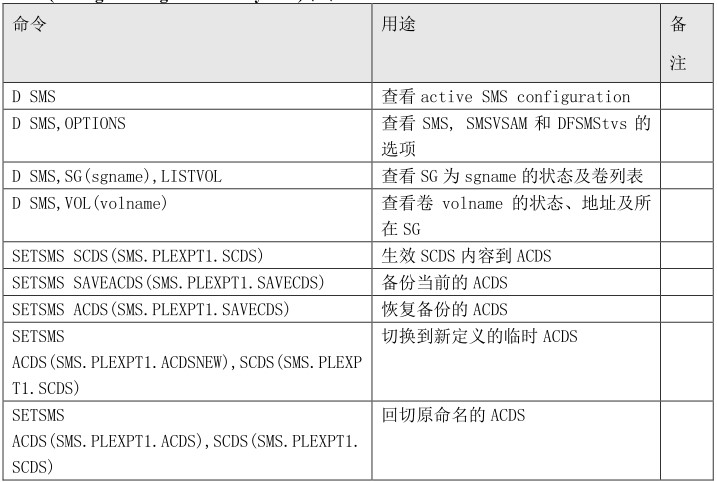 命令 用途 备
注
D SMS 查看 active SMS configuration
D SMS,OPTIONS 查看 SMS, SMSVSAM 和 DFSMStvs 的
选项
D SMS,SG(sgname),LISTVOL 查看 SG 为 sgname 的状态及卷列表
D SMS,VOL(volname) 查看卷 volname 的状态、地址及所
在 SG
SETSMS SCDS(SMS.PLEXPT1.SCDS) 生效 SCDS 内容到 ACDS
SETSMS SAVEACDS(SMS.PLEXPT1.SAVECDS) 备份当前的 ACDS
SETSMS ACDS(SMS.PLEXPT1.SAVECDS) 恢复备份的 ACDS
SETSMS 切换到新定义的临时 ACDS
ACDS(SMS.PLEXPT1.ACDSNEW),SCDS(SMS.PLEXP
T1.SCDS)
SETSMS 回切原命名的 ACDS
ACDS(SMS.PLEXPT1.ACDS),SCDS(SMS.PLEXPT1.
SCDS)